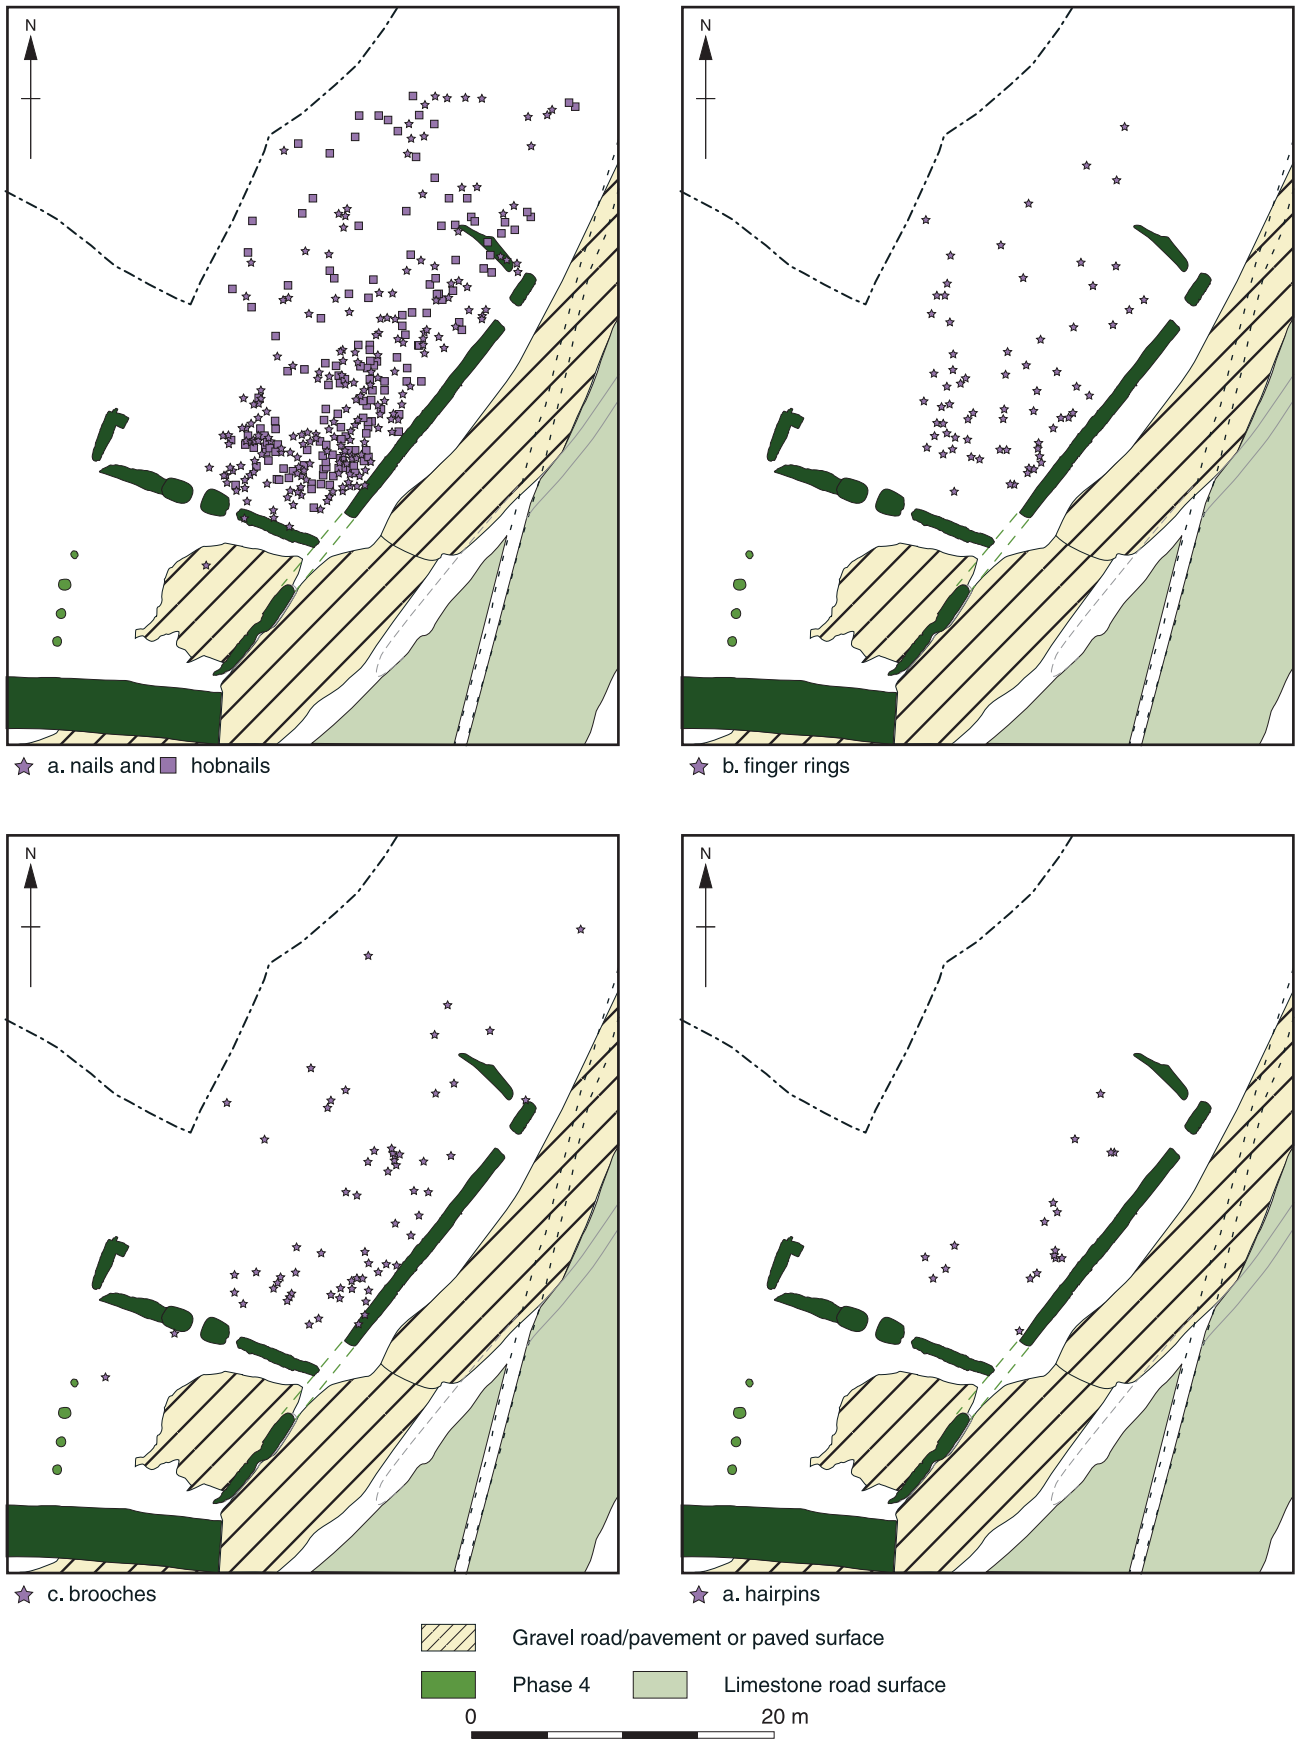 N
N
a. nails and hobnails
b. finger rings
N
N
c. brooches
a. hairpins
Gravel road/pavement or paved surface
Phase 4
Limestone road surface
0
20 m